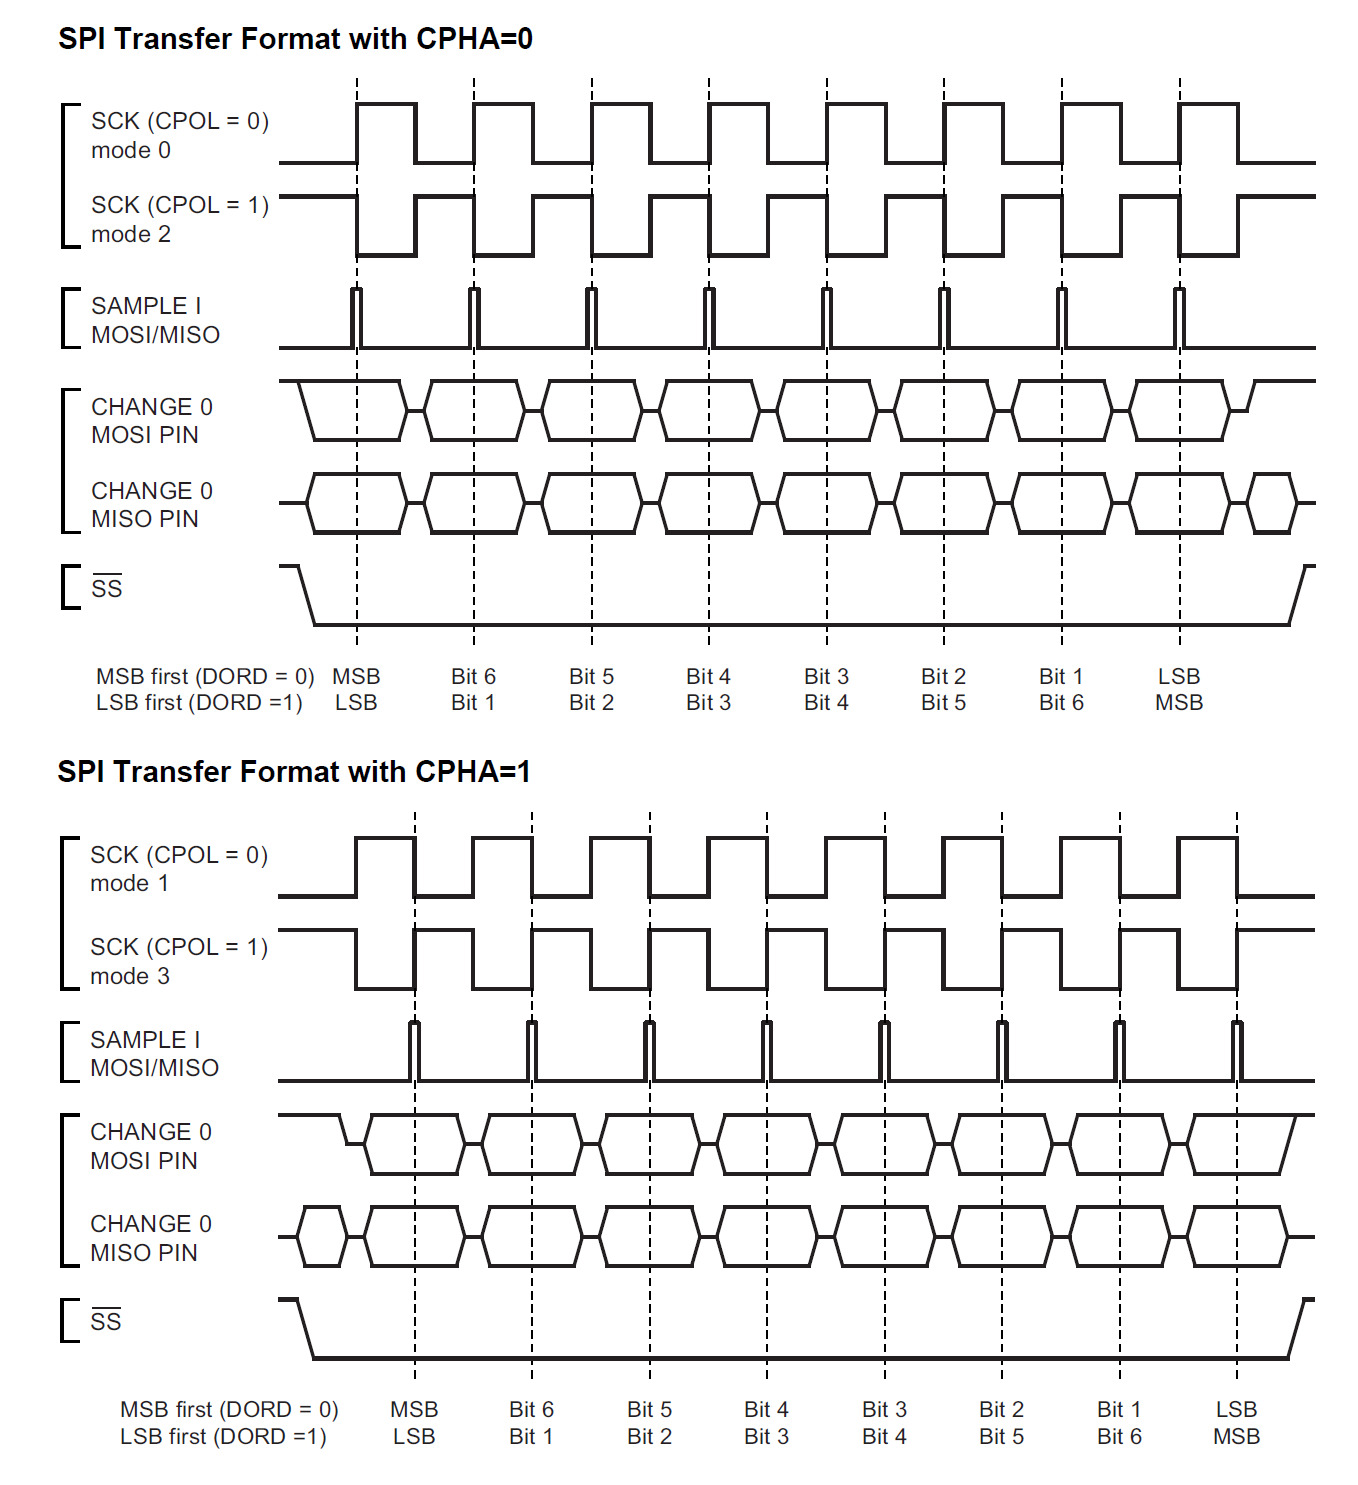 SPI Transfer Format with CPHA=0
SCK (CPOL = 0)
mode 0
SCK (CPOL = 1)
mode 2
SAMPLE I
MOSI/MISO
CHANGE 0
MOSI PIN
CHANGE 0
MISO PIN
SS
MSB first (DORD = 0) MSB Bit 6 Bit 5 Bit 4 Bit 3 Bit 2 Bit 1 LSB
LSB first (DORD =1) LSB Bit 1 Bit 2 Bit 3 Bit 4 Bit 5 Bit 6 MSB
SPI Transfer Format with CPHA=1
SCK (CPOL = 0)
mode 1
SCK (CPOL = 1)
mode 3
SAMPLE I
MOSI/MISO
CHANGE 0
MOSI PIN
CHANGE 0
MISO PIN
SS
MSB first (DORD = 0) MSB Bit 6 Bit 5 Bit 4 Bit 3 Bit 2 Bit 1 LSB
LSB first (DORD =1) LSB Bit 1 Bit 2 Bit 3 Bit 4 Bit 5 Bit 6 MSB